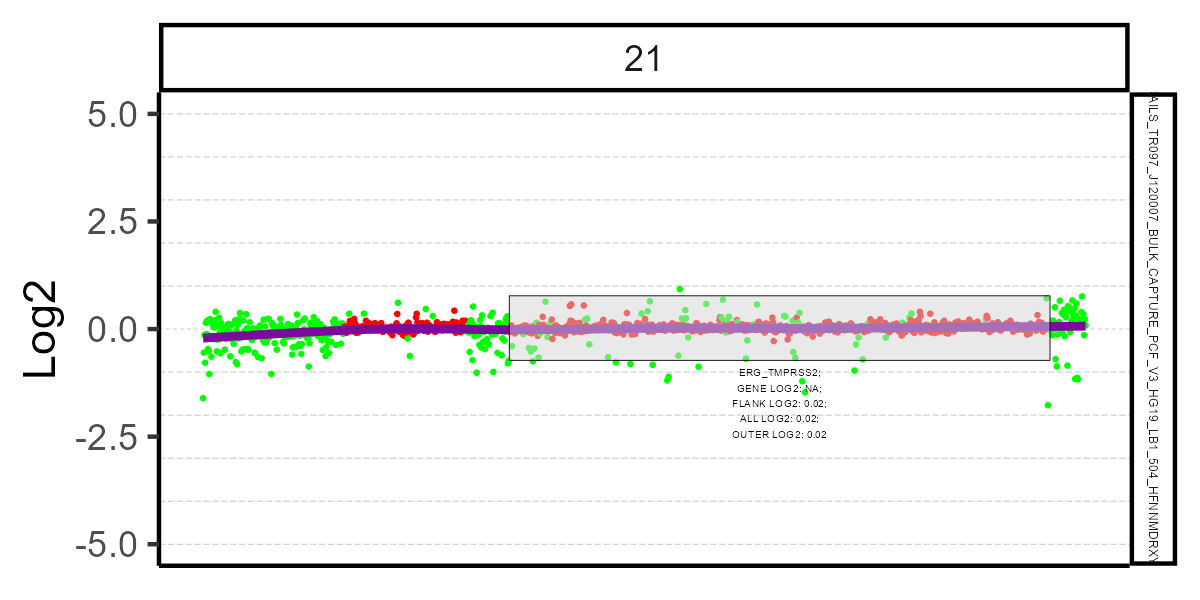 21
5.0
2.5
0.0
-2.5
-5.0
Log2
ERG_TMPRSS2;
GENE LOG2: NA;
FLANK LOG2: 0.02;
ALL LOG2: 0.02;
OUTER LOG2: 0.02
AILS_TR097_J120007_BULK_CAPTURE_PCF_V3_HG19_LB1_504_HFNNMDRXY